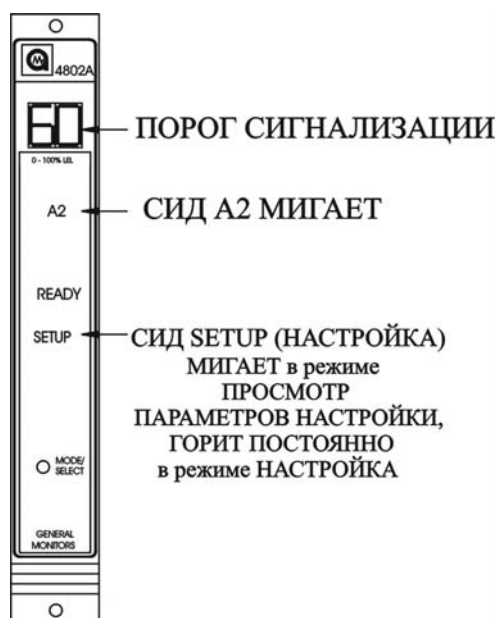 4802A
60
ПОРОГ СИГНАЛИЗАЦИИ
0 - 100% LEL
A2
СИД А2 МИГАЕТ
READY
SETUP
СИД SETUP (НАСТРОЙКА)
МИГАЕТ в режиме
ПРОСМОТР
ПАРАМЕТРОВ НАСТРОЙКИ,
ГОРИТ ПОСТОЯННО
в режиме НАСТРОЙКА
MODE/
SELECT
GENERAL
MONITORS